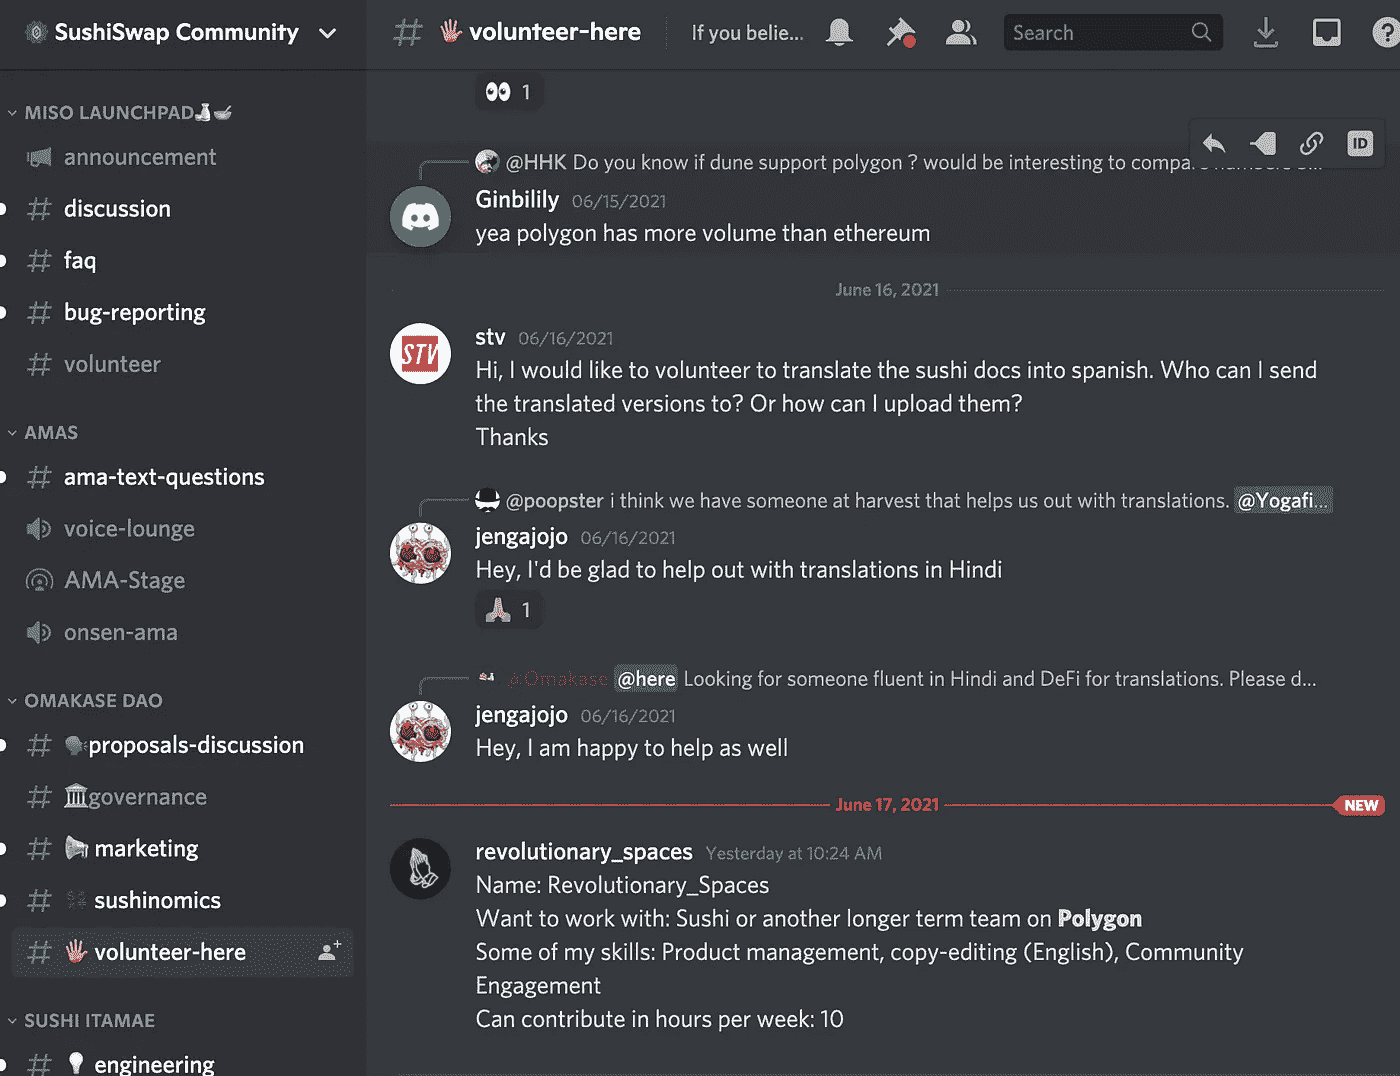 SushiSwap Community
MISO LAUNCHPAD
announcement
discussion
faq
bug-reporting
volunteer
AMAS
ama-text-questions
voice-lounge
AMA-Stage
onsen-ama
OMAKASE DAO
proposals-discussion
governance
marketing
sushinomics
volunteer-here
SUSHI ITAMAE
engineering
volunteer-here
If you belie...
Search
?
1
ID
@HHK Do you know if dune support polygon ? would be interesting to compa
Ginbilily 06/15/2021
yea polygon has more volume than ethereum
June 16, 2021
STV
stv 06/16/2021
Hi, I would like to volunteer to translate the sushi docs into spanish. Who can I send
the translated versions to? Or how can I upload them?
Thanks
@poopster i think we have someone at harvest that helps us out with translations. @Yogafi...
jengajojo 06/16/2021
Hey, I'd be glad to help out with translations in Hindi
1
Omakase @here Looking for someone fluent in Hindi and DeFi for translations. Please d...
jengajojo 06/16/2021
Hey, I am happy to help as well
June 17, 2021 NEW
revolutionary_spaces Yesterday at 10:24 AM
Name: Revolutionary_Spaces
Want to work with: Sushi or another longer term team on Polygon
Some of my skills: Product management, copy-editing (English), Community
Engagement
Can contribute in hours per week: 10